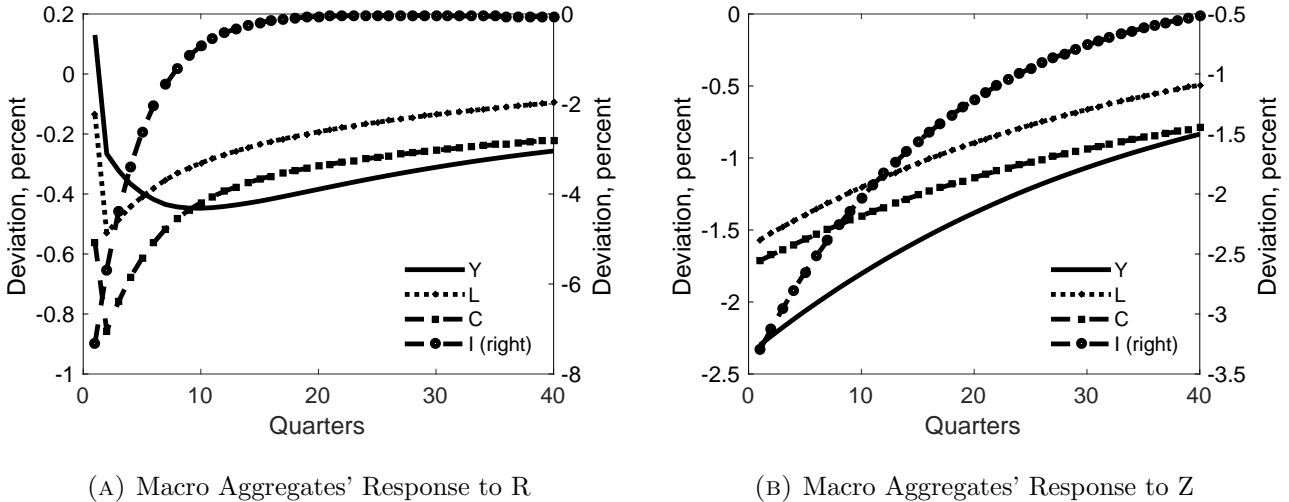 0.2
0
-0.2
-0.4
-0.6
-0.8
-1
0
-2
-4
-6
-8
0
10
20
30
40
Deviation, percent
Deviation, percent
Quarters
Y
L
C
I (right)
(A) Macro Aggregates' Response to R
0
-0.5
-1
-1.5
-2
-2.5
-0.5
-1
-1.5
-2
-2.5
-3
-3.5
0
10
20
30
40
Deviation, percent
Deviation, percent
Quarters
Y
L
C
I (right)
(B) Macro Aggregates' Response to Z